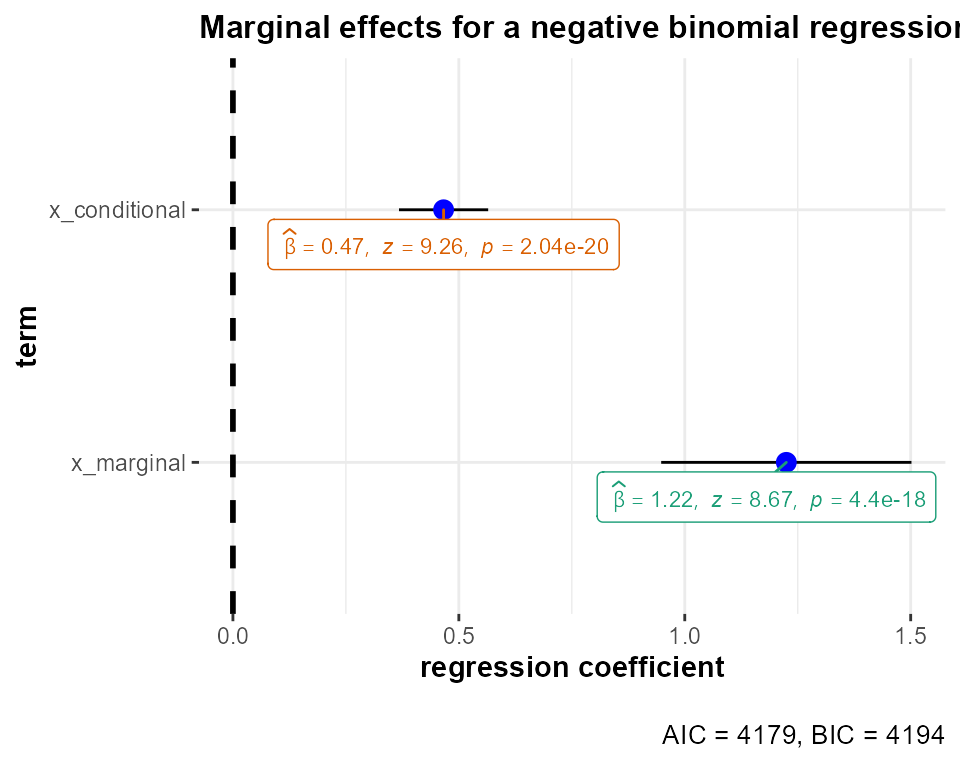 Marginal effects for a negative binomial regression
term
x_conditional
β̂ = 0.47, z = 9.26, p = 2.04e-20
x_marginal
β̂ = 1.22, z = 8.67, p = 4.4e-18
0.0 0.5 1.0 1.5
regression coefficient
AIC = 4179, BIC = 4194